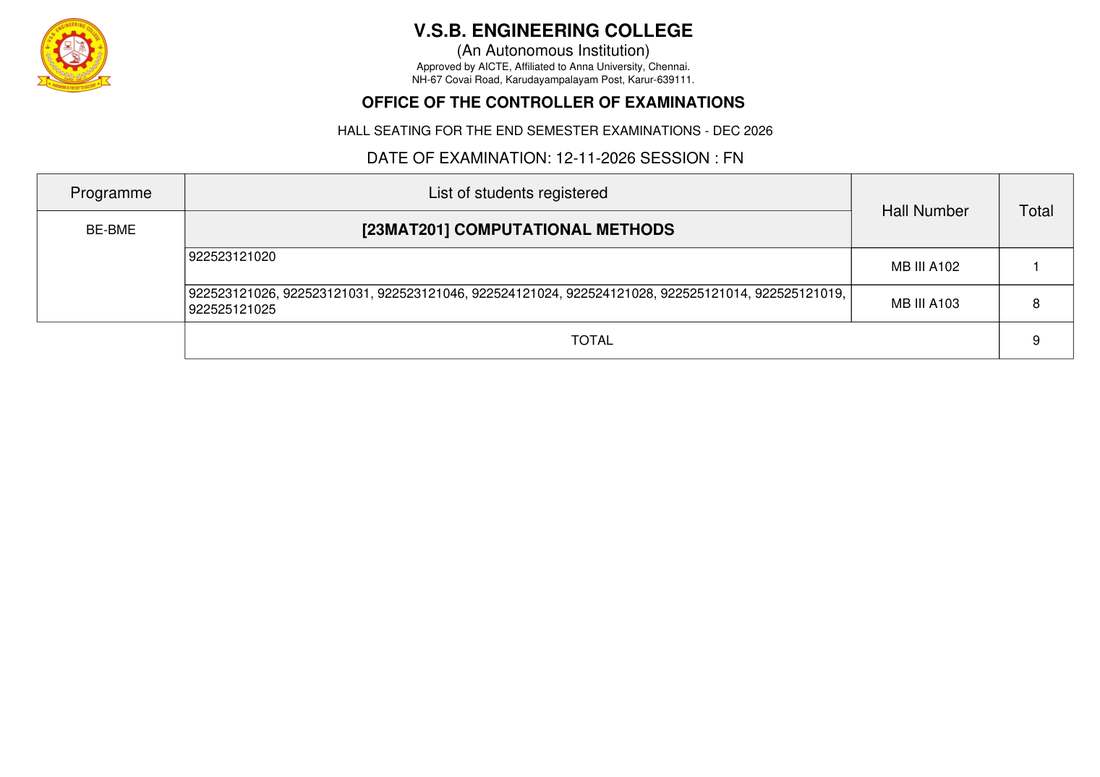 V.S.B. ENGINEERING COLLEGE
(An Autonomous Institution)
Approved by AICTE, Affiliated to Anna University, Chennai.
NH-67 Covai Road, Karudayampalayam Post, Karur-639111.
OFFICE OF THE CONTROLLER OF EXAMINATIONS
HALL SEATING FOR THE END SEMESTER EXAMINATIONS - DEC 2026
DATE OF EXAMINATION: 12-11-2026 SESSION : FN
Programme List of students registered Hall Number Total
BE-BME [23MAT201] COMPUTATIONAL METHODS
922523121020 MB III A102 1
922523121026, 922523121031, 922523121046, 922524121024, 922524121028, 922525121014, 922525121019,
922525121025 MB III A103 8
TOTAL 9